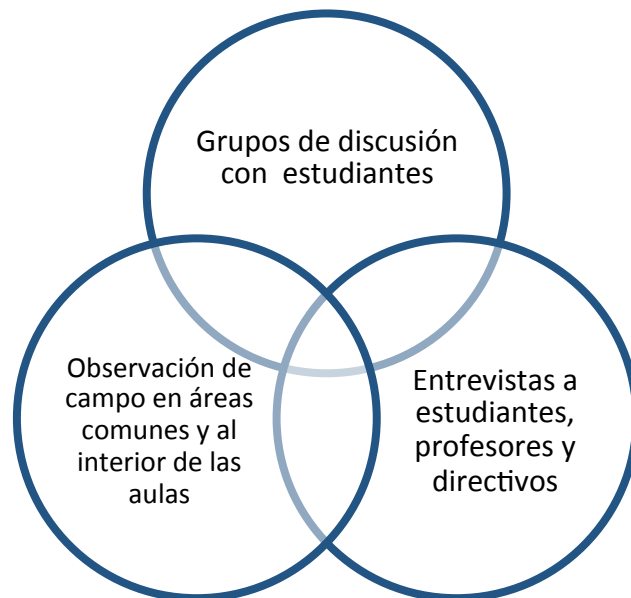 Grupos de discusión
con estudiantes
Observación de
campo en áreas
comunes y al
interior de las
aulas
Entrevistas a
estudiantes,
profesores y
directivos